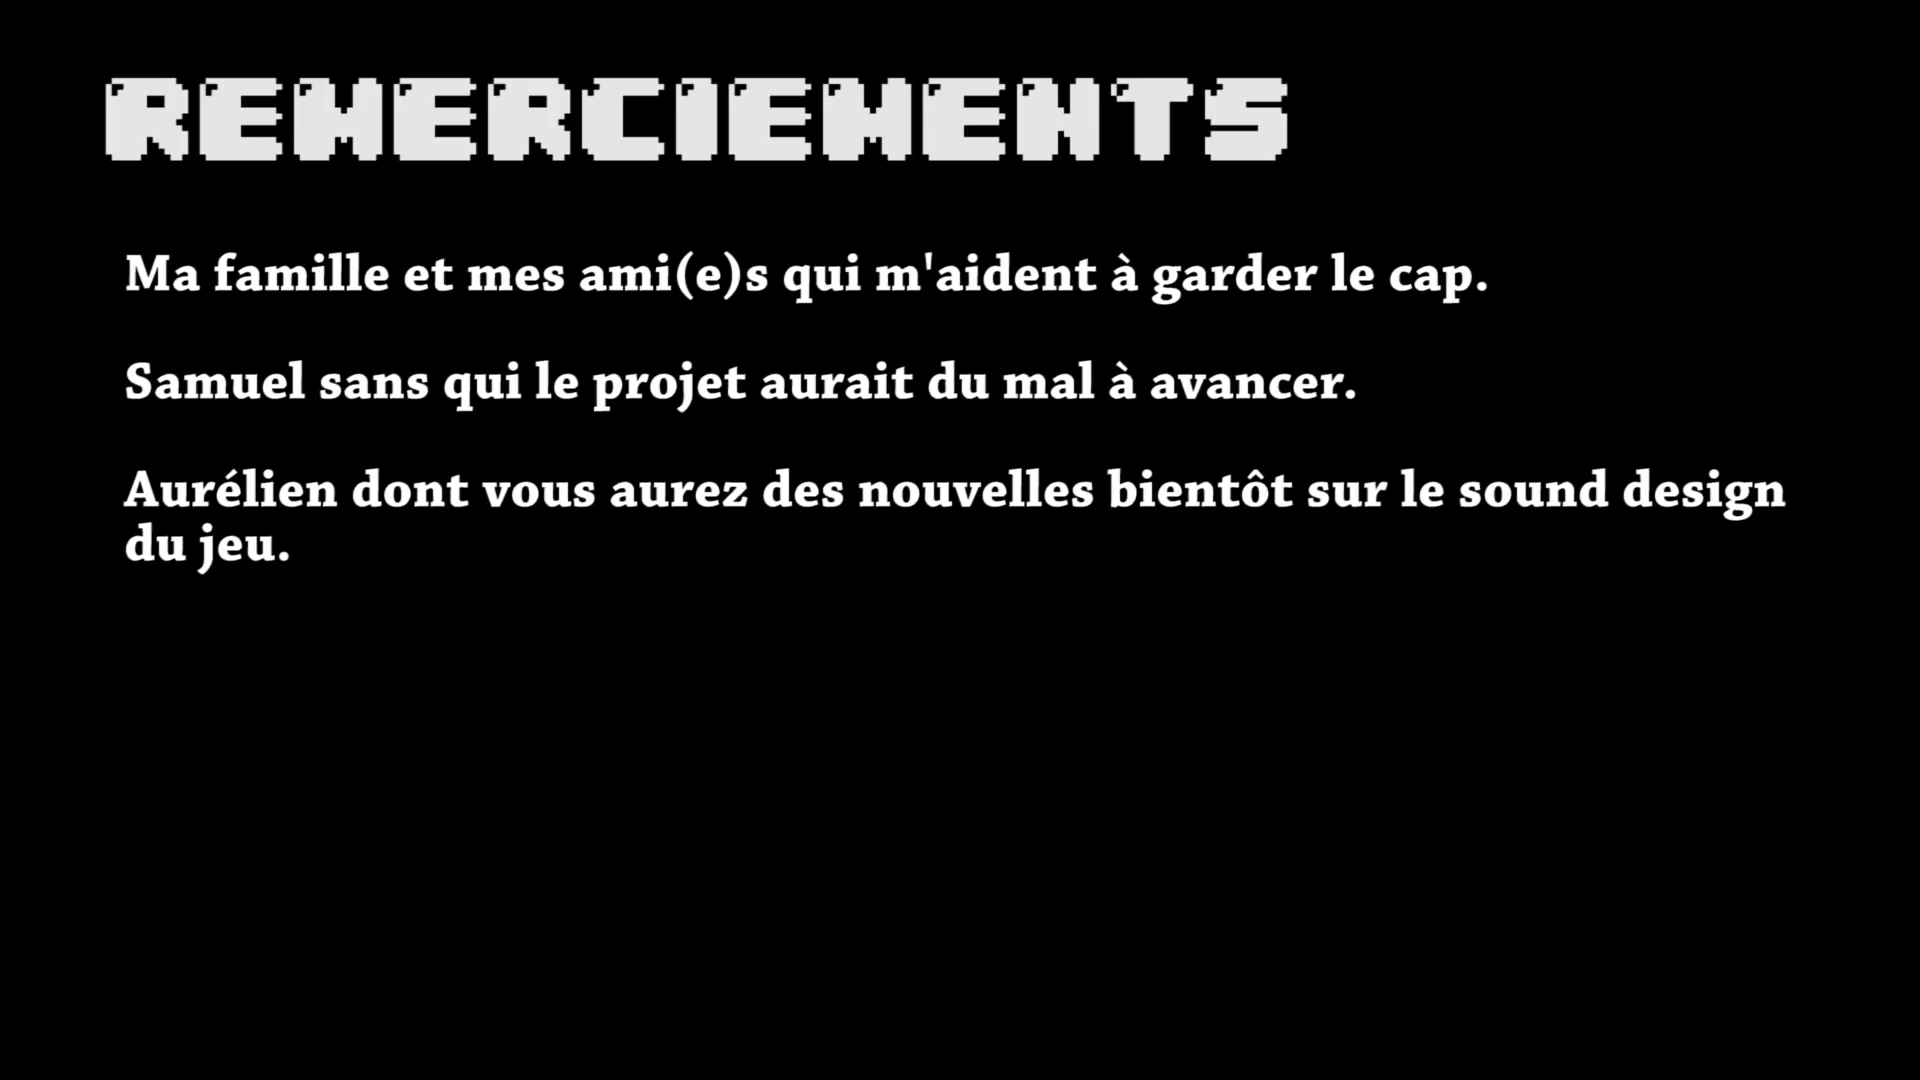 REMERCIEMENTS
Ma famille et mes ami(e)s qui m'aident à garder le cap.
Samuel sans qui le projet aurait du mal à avancer.
Aurélien dont vous aurez des nouvelles bientôt sur le sound design
du jeu.